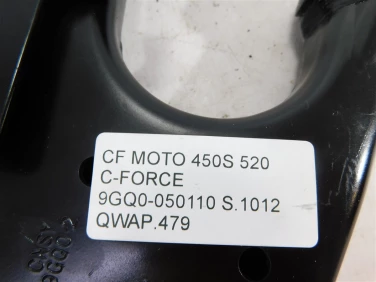 CF MOTO 450S 520
C-FORCE
9GQ0-050110 S.1012
QWAP.479